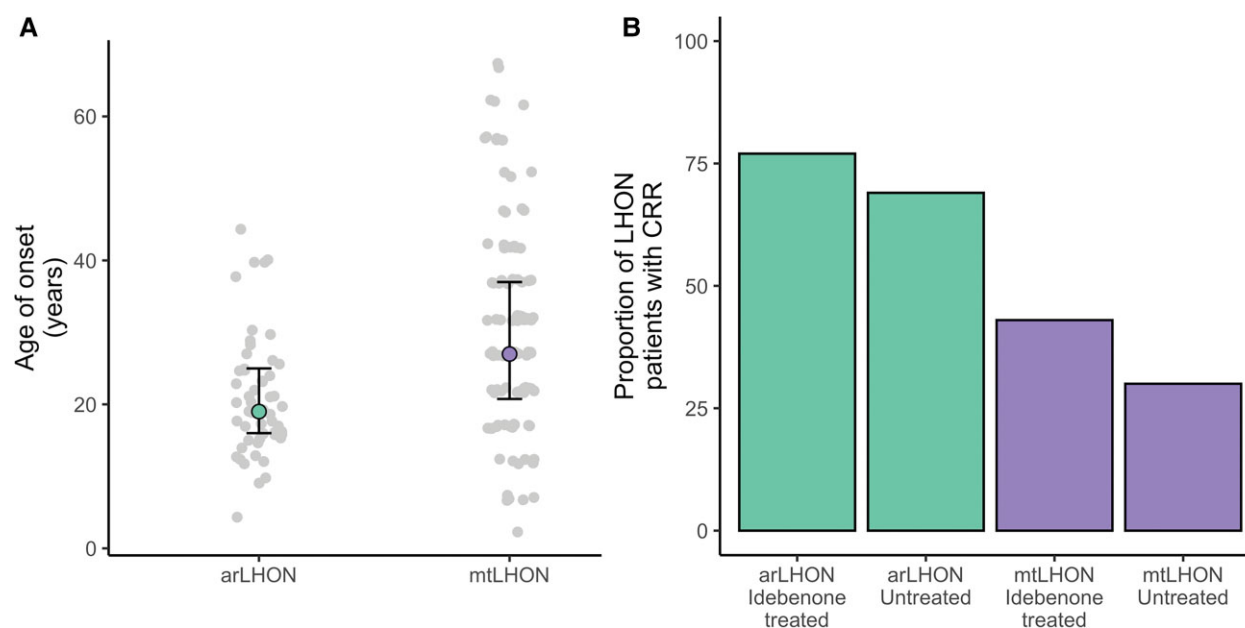 A
Age of onset
(years)
60
40
20
0
arLHON
mtLHON
B
Proportion of LHON
patients with CRR
100
75
50
25
0
arLHON
Idebenone
treated
arLHON
Untreated
mtLHON
Idebenone
treated
mtLHON
Untreated